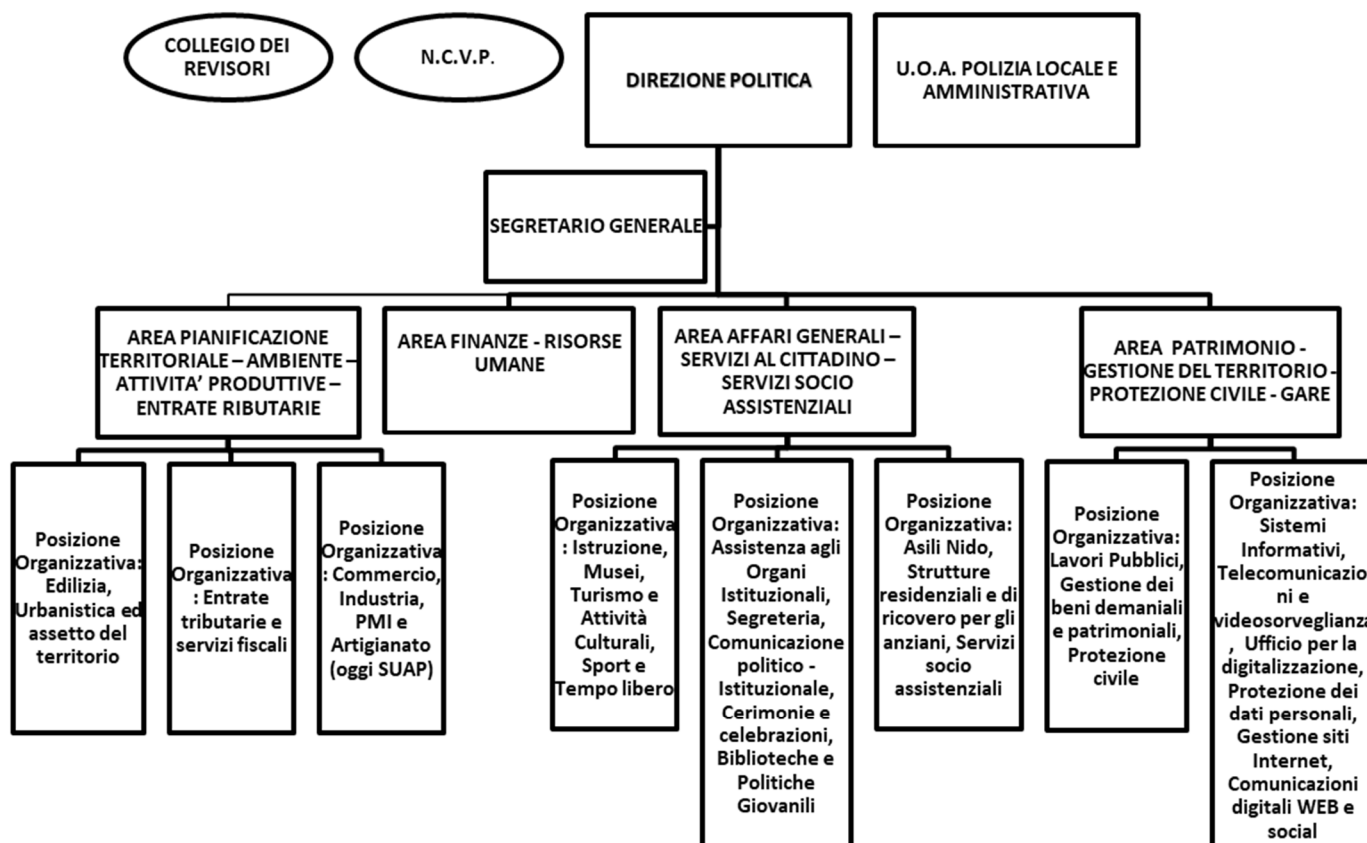 COLLEGIO DEI
REVISORI
N.C.V.P.
DIREZIONE POLITICA
U.O.A. POLIZIA LOCALE E
AMMINISTRATIVA
SEGRETARIO GENERALE
AREA PIANIFICAZIONE
TERRITORIALE – AMBIENTE –
ATTIVITA’ PRODUTTIVE –
ENTRATE RIBUTARIE
AREA FINANZE - RISORSE
UMANE
AREA AFFARI GENERALI –
SERVIZI AL CITTADINO –
SERVIZI SOCIO
ASSISTENZIALI
AREA PATRIMONIO -
GESTIONE DEL TERRITORIO -
PROTEZIONE CIVILE - GARE
Posizione
Organizzativa:
Edilizia,
Urbanistica ed
assetto del
territorio
Posizione
Organizzativa
: Entrate
tributarie e
servizi fiscali
Posizione
Organizzativa
: Commercio,
Industria,
PMI e
Artigianato
(oggi SUAP)
Posizione
Organizzativa
: Istruzione,
Musei,
Turismo e
Attività
Culturali,
Sport e
Tempo libero
Posizione
Organizzativa:
Assistenza agli
Organi
Istituzionali,
Segreteria,
Comunicazione
politico -
Istituzionale,
Cerimonie e
celebrazioni,
Biblioteche e
Politiche
Giovanili
Posizione
Organizzativa:
Asili Nido,
Strutture
residenziali e di
ricovero per gli
anziani, Servizi
socio
assistenziali
Posizione
Organizzativa:
Lavori Pubblici,
Gestione dei
beni demaniali
e patrimoniali,
Protezione
civile
Posizione
Organizzativa:
Sistemi
Informativi,
Telecomunicazio
ni e
videosorveglianza
, Ufficio per la
digitalizzazione,
Protezione dei
dati personali,
Gestione siti
Internet,
Comunicazioni
digitali WEB e
social